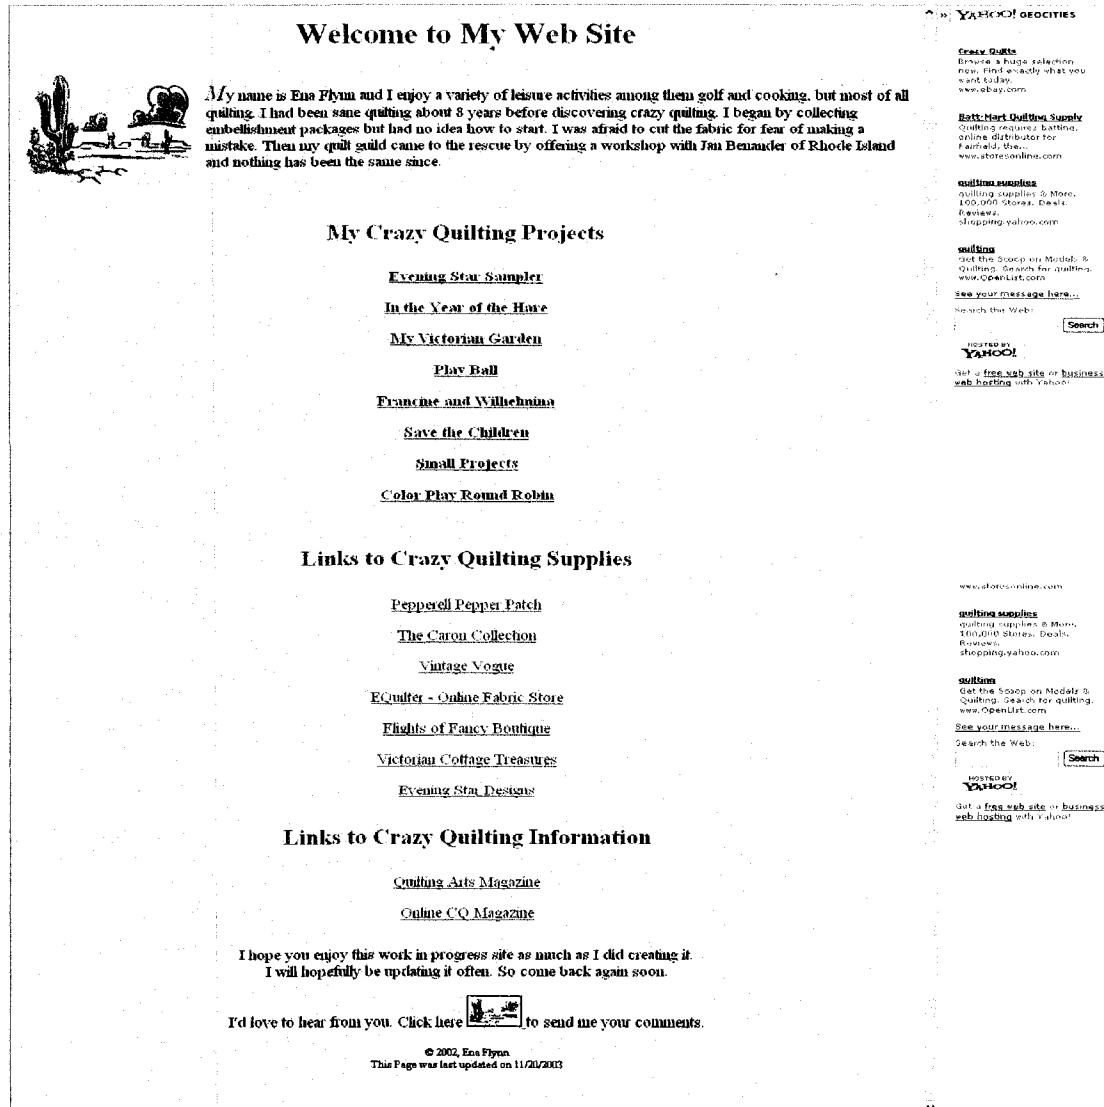 Welcome to My Web Site
My name is Ena Flynn and I enjoy a variety of leisure activities among them golf and cooking, but most of all
quilting. I had been sane quilting about 8 years before discovering crazy quilting. I began by collecting
embellishment packages but had no idea how to start. I was afraid to cut the fabric for fear of making a
mistake. Then my quilt guild came to the rescue by offering a workshop with Jan Benander of Rhode Island
and nothing has been the same since.
My Crazy Quilting Projects
Evening Star Sampler
In the Year of the Hare
My Victorian Garden
Play Ball
Francine and Wilhelmina
Save the Children
Small Projects
Color Play Round Robin
Links to Crazy Quilting Supplies
Pepperell Pepper Patch
The Caron Collection
Vintage Vogue
EQuilter - Online Fabric Store
Flights of Fancy Boutique
Victorian Cottage Treasures
Evening Star Designs
Links to Crazy Quilting Information
Quilting Arts Magazine
Online CQ Magazine
I hope you enjoy this work in progress site as much as I did creating it.
I will hopefully be updating it often. So come back again soon.
I'd love to hear from you. Click here to send me your comments.
© 2002, Ena Flynn
This Page was last updated on 11/20/2003
^ » YAHOO! GEOCITIES
Crazy Quilts
Browse a huge selection
now. Find exactly what you
want today.
www.ebay.com
Batt-Mart Quilting Supply
Quilting requires batting,
online distributor for
Fairfield, the...
www.storesonline.com
quilting supplies
quilting supplies & More.
100,000 Stores. Deals.
Reviews.
shopping.yahoo.com
quilting
Get the Scoop on Models &
Quilting. Search for quilting.
www.OpenList.com
See your message here...
Search the Web:
Search
HOSTED BY
YAHOO!
Get a free web site or business
web hosting with Yahoo!
www.storesonline.com
quilting supplies
quilting supplies & More.
100,000 Stores. Deals.
Reviews.
shopping.yahoo.com
quilting
Get the Scoop on Models &
Quilting. Search for quilting.
www.OpenList.com
See your message here...
Search the Web:
Search
HOSTED BY
YAHOO!
Get a free web site or business
web hosting with Yahoo!